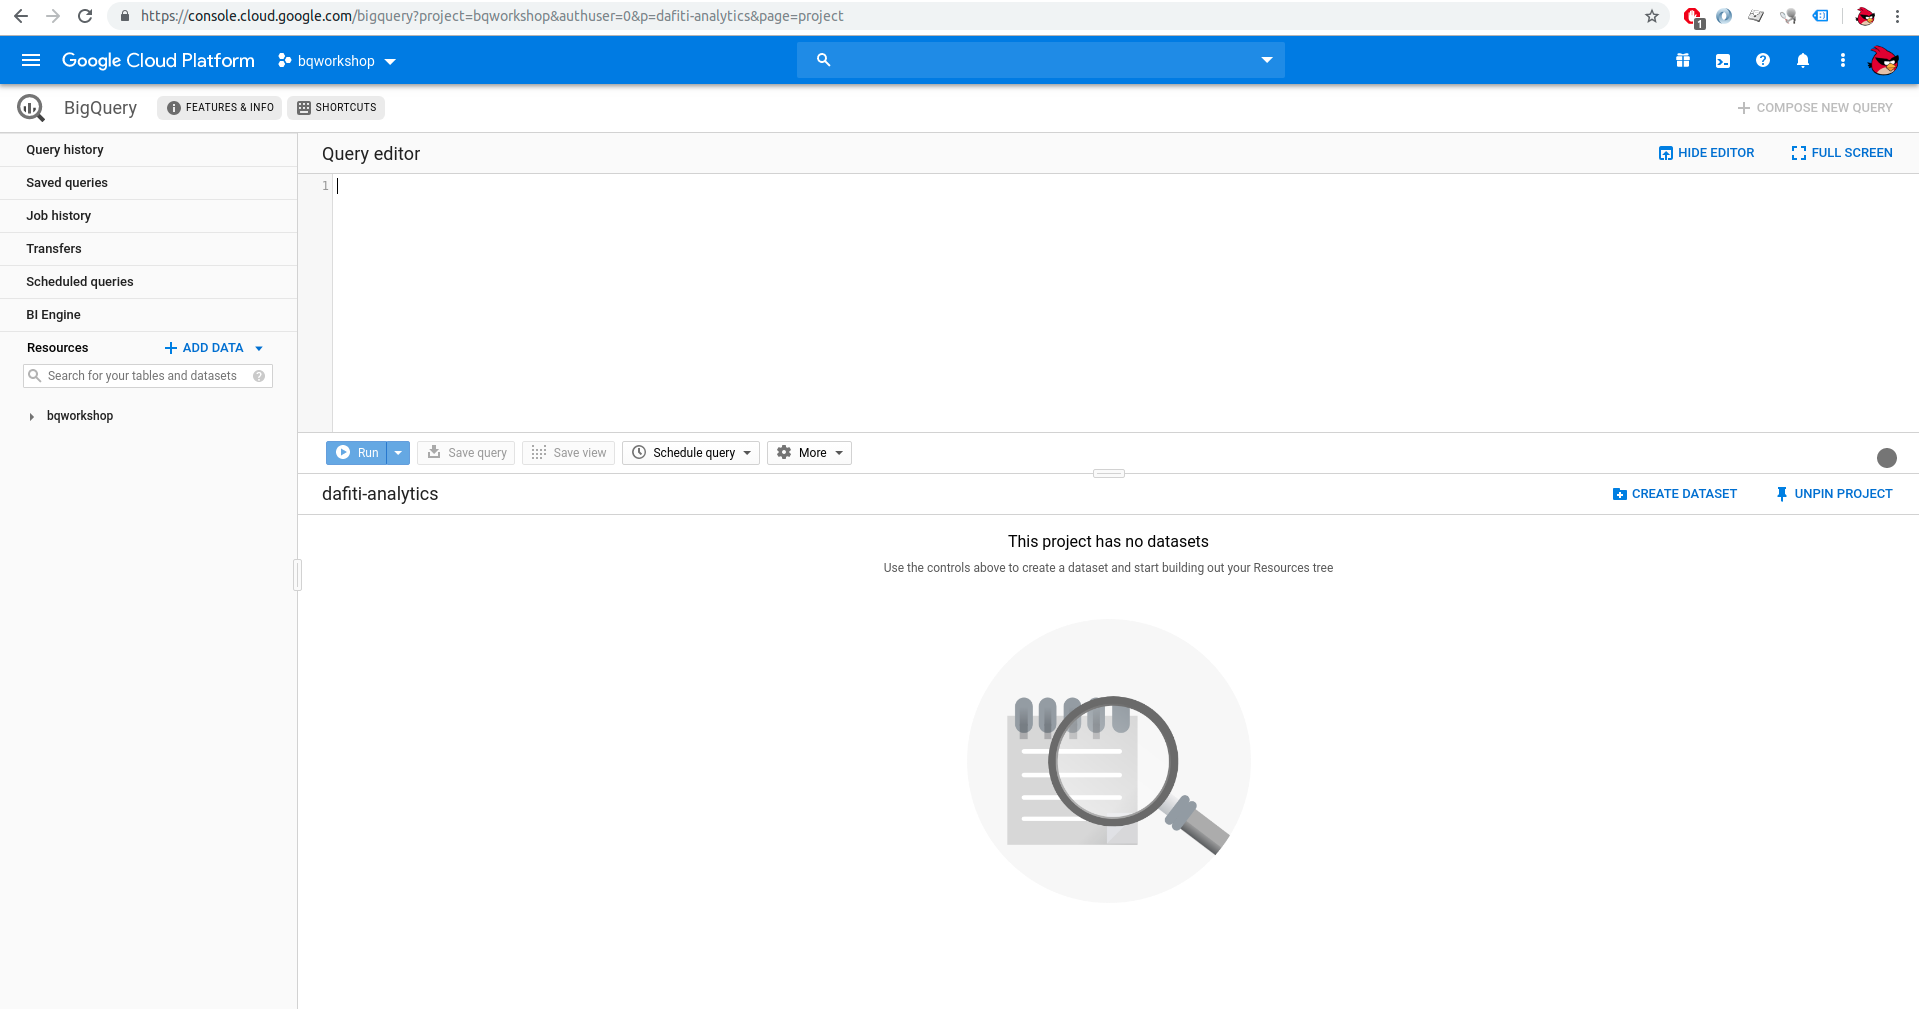 https://console.cloud.google.com/bigquery?project=bqworkshop&authuser=0&p=dafiti-analytics&page=project
1
Google Cloud Platform bqworkshop
BigQuery FEATURES & INFO SHORTCUTS COMPOSE NEW QUERY
Query history
Saved queries
Job history
Transfers
Scheduled queries
BI Engine
Resources ADD DATA
Search for your tables and datasets
bqworkshop
Query editor HIDE EDITOR FULL SCREEN
1
Run Save query Save view Schedule query More
dafiti-analytics CREATE DATASET UNPIN PROJECT
This project has no datasets
Use the controls above to create a dataset and start building out your Resources tree